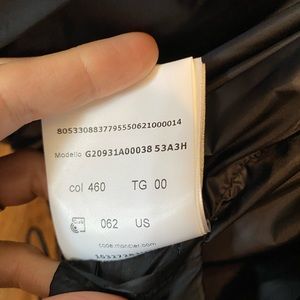 8053308837795550621000014
Modello G20931A00038 53A3H
col 460 TG 00
062 US
code.moncler.com